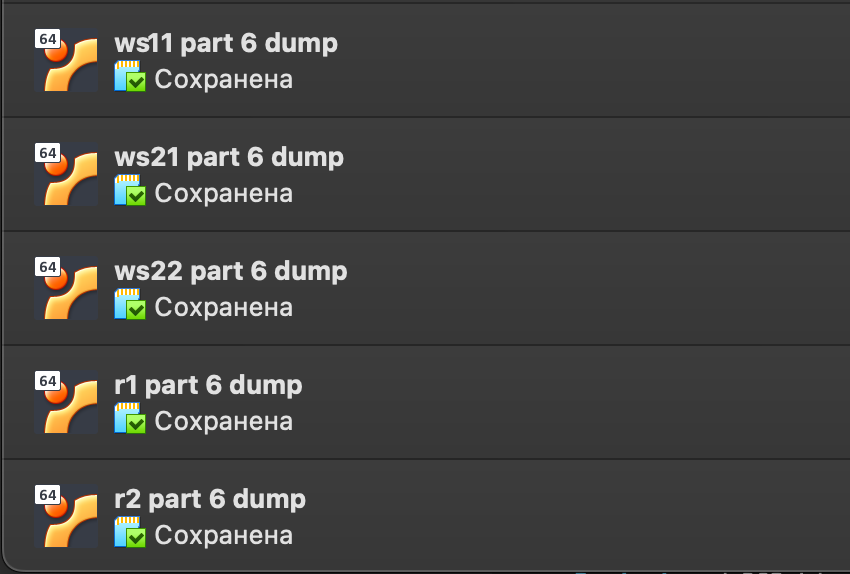 64
ws11 part 6 dump
Сохранена
64
ws21 part 6 dump
Сохранена
64
ws22 part 6 dump
Сохранена
64
r1 part 6 dump
Сохранена
64
r2 part 6 dump
Сохранена